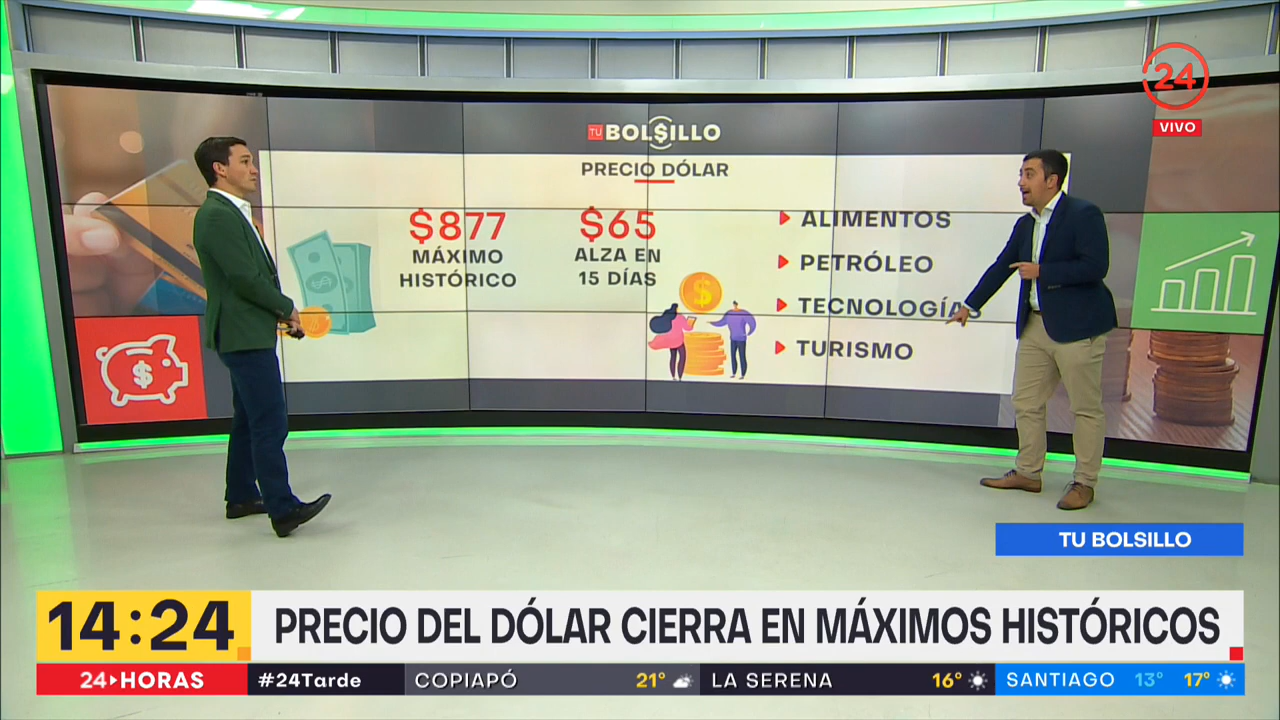 24
VIVO
TU BOLSILLO
PRECIO DÓLAR
$877
MÁXIMO
HISTÓRICO
$65
ALZA EN
15 DÍAS
ALIMENTOS
PETRÓLEO
TECNOLOGÍAS
TURISMO
TU BOLSILLO
14:24
PRECIO DEL DÓLAR CIERRA EN MÁXIMOS HISTÓRICOS
24 HORAS #24Tarde COPIAPÓ 21° LA SERENA 16° SANTIAGO 13° 17°